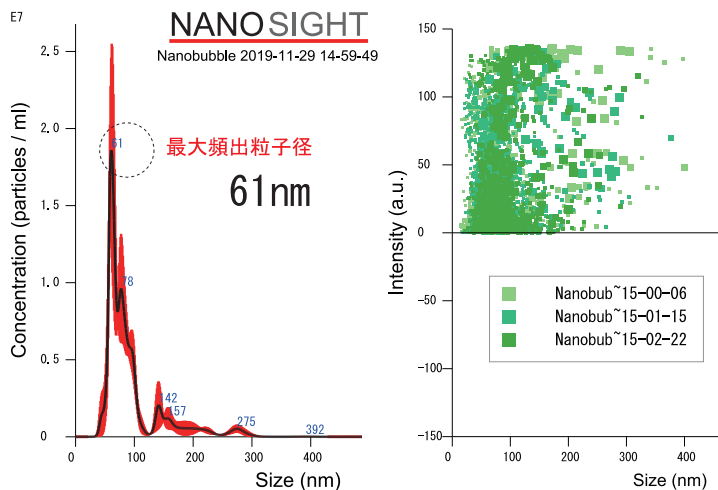 E7
NANOSIGHT
Nanobubble 2019-11-29 14-59-49
Concentration (particles / ml)
2.5
2.0
1.5
1.0
0.5
0
61
78
142
157
275
392
最大頻出粒子径
61nm
0
100
200
300
400
Size (nm)
Intensity (a.u.)
150
100
50
0
−50
−100
−150
Nanobub~15-00-06
Nanobub~15-01-15
Nanobub~15-02-22
0
100
200
300
400
Size (nm)